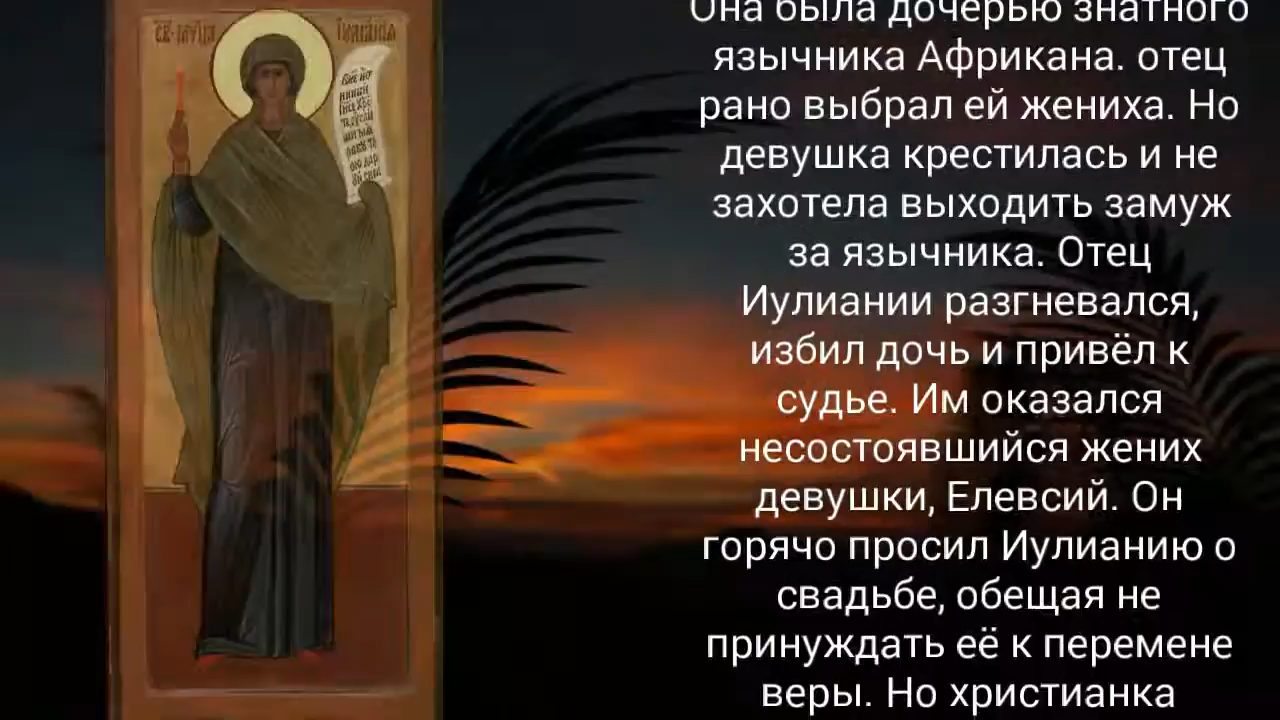 Она была дочерью знатного
язычника Африкана. отец
рано выбрал ей жениха. Но
девушка крестилась и не
захотела выходить замуж
за язычника. Отец
Иулиании разгневался,
избил дочь и привёл к
судье. Им оказался
несостоявшийся жених
девушки, Елевсий. Он
горячо просил Иулианию о
свадьбе, обещая не
принуждать её к перемене
веры. Но христианка